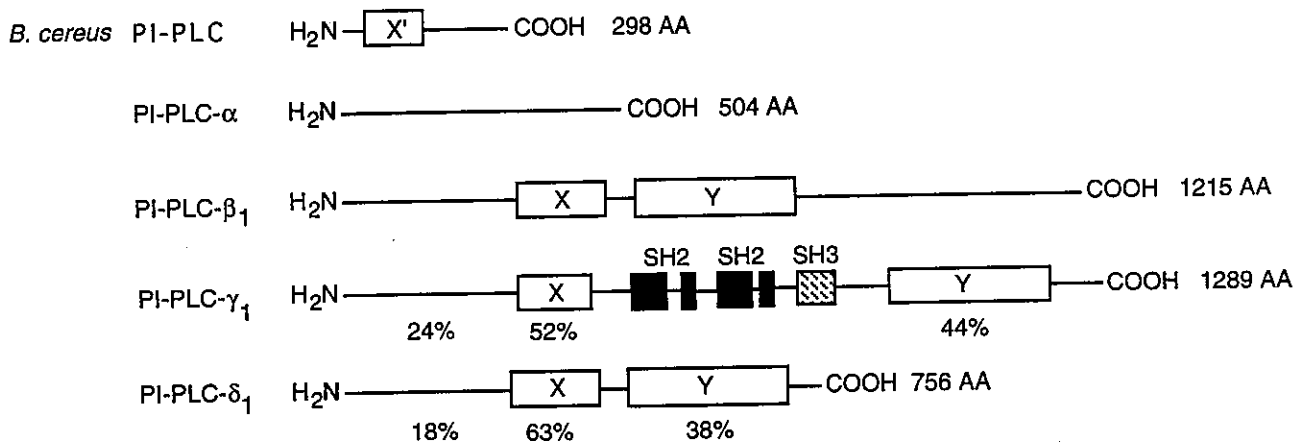 B. cereus PI-PLC H₂N X' COOH 298 AA
PI-PLC-α H₂N COOH 504 AA
PI-PLC-β₁ H₂N X Y COOH 1215 AA
SH2 SH2 SH3
PI-PLC-γ₁ H₂N X Y COOH 1289 AA
24% 52% 44%
PI-PLC-δ₁ H₂N X Y COOH 756 AA
18% 63% 38%